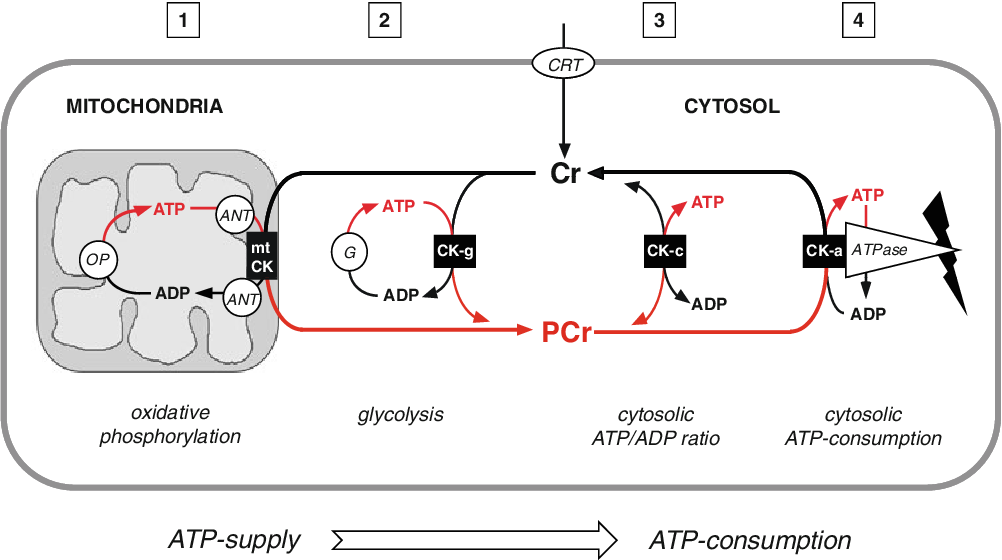 1
2
3
4
CRT
MITOCHONDRIA
CYTOSOL
Cr
ATP
ANT
ATP
ATP
ATP
OP
mt
CK
G
CK-g
CK-c
CK-a
ATPase
ADP
ANT
ADP
ADP
ADP
PCr
oxidative
phosphorylation
glycolysis
cytosolic
ATP/ADP ratio
cytosolic
ATP-consumption
ATP-supply
ATP-consumption